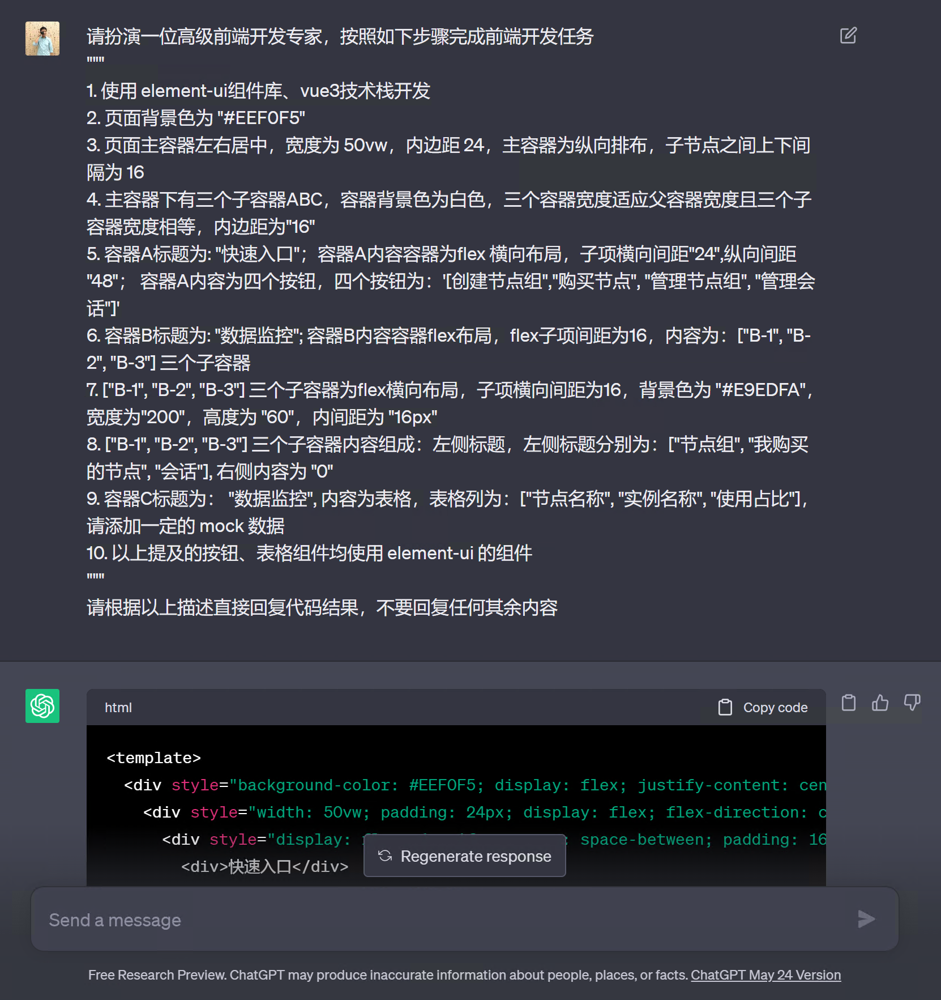 请扮演一位高级前端开发专家，按照如下步骤完成前端开发任务
"""
1. 使用 element-ui组件库、vue3技术栈开发
2. 页面背景色为 "#EEF0F5"
3. 页面主容器左右居中，宽度为 50vw，内边距 24，主容器为纵向排布，子节点之间上下间
隔为 16
4. 主容器下有三个子容器ABC，容器背景色为白色，三个容器宽度适应父容器宽度且三个子
容器宽度相等，内边距为"16"
5. 容器A标题为: "快速入口"；容器A内容容器为flex 横向布局，子项横向间距"24",纵向间距
"48"； 容器A内容为四个按钮，四个按钮为：'[创建节点组","购买节点", "管理节点组", "管理会
话"]'
6. 容器B标题为: "数据监控"; 容器B内容容器flex布局，flex子项间距为16，内容为：["B-1", "B-
2", "B-3"] 三个子容器
7. ["B-1", "B-2", "B-3"] 三个子容器为flex横向布局，子项横向间距为16，背景色为 "#E9EDFA"，
宽度为"200"，高度为 "60"，内间距为 "16px"
8. ["B-1", "B-2", "B-3"] 三个子容器内容组成：左侧标题，左侧标题分别为：["节点组", "我购买
的节点", "会话"], 右侧内容为 "0"
9. 容器C标题为： "数据监控", 内容为表格，表格列为：["节点名称", "实例名称", "使用占比"]，
请添加一定的 mock 数据
10. 以上提及的按钮、表格组件均使用 element-ui 的组件
"""
请根据以上描述直接回复代码结果，不要回复任何其余内容
html
Copy code
<template>
<div style="background-color: #EEF0F5; display: flex; justify-content: cen
<div style="width: 50vw; padding: 24px; display: flex; flex-direction: c
<div style="display: space-between; padding: 16
<div>快速入口</div>
Regenerate response
Send a message
Free Research Preview. ChatGPT may produce inaccurate information about people, places, or facts. ChatGPT May 24 Version